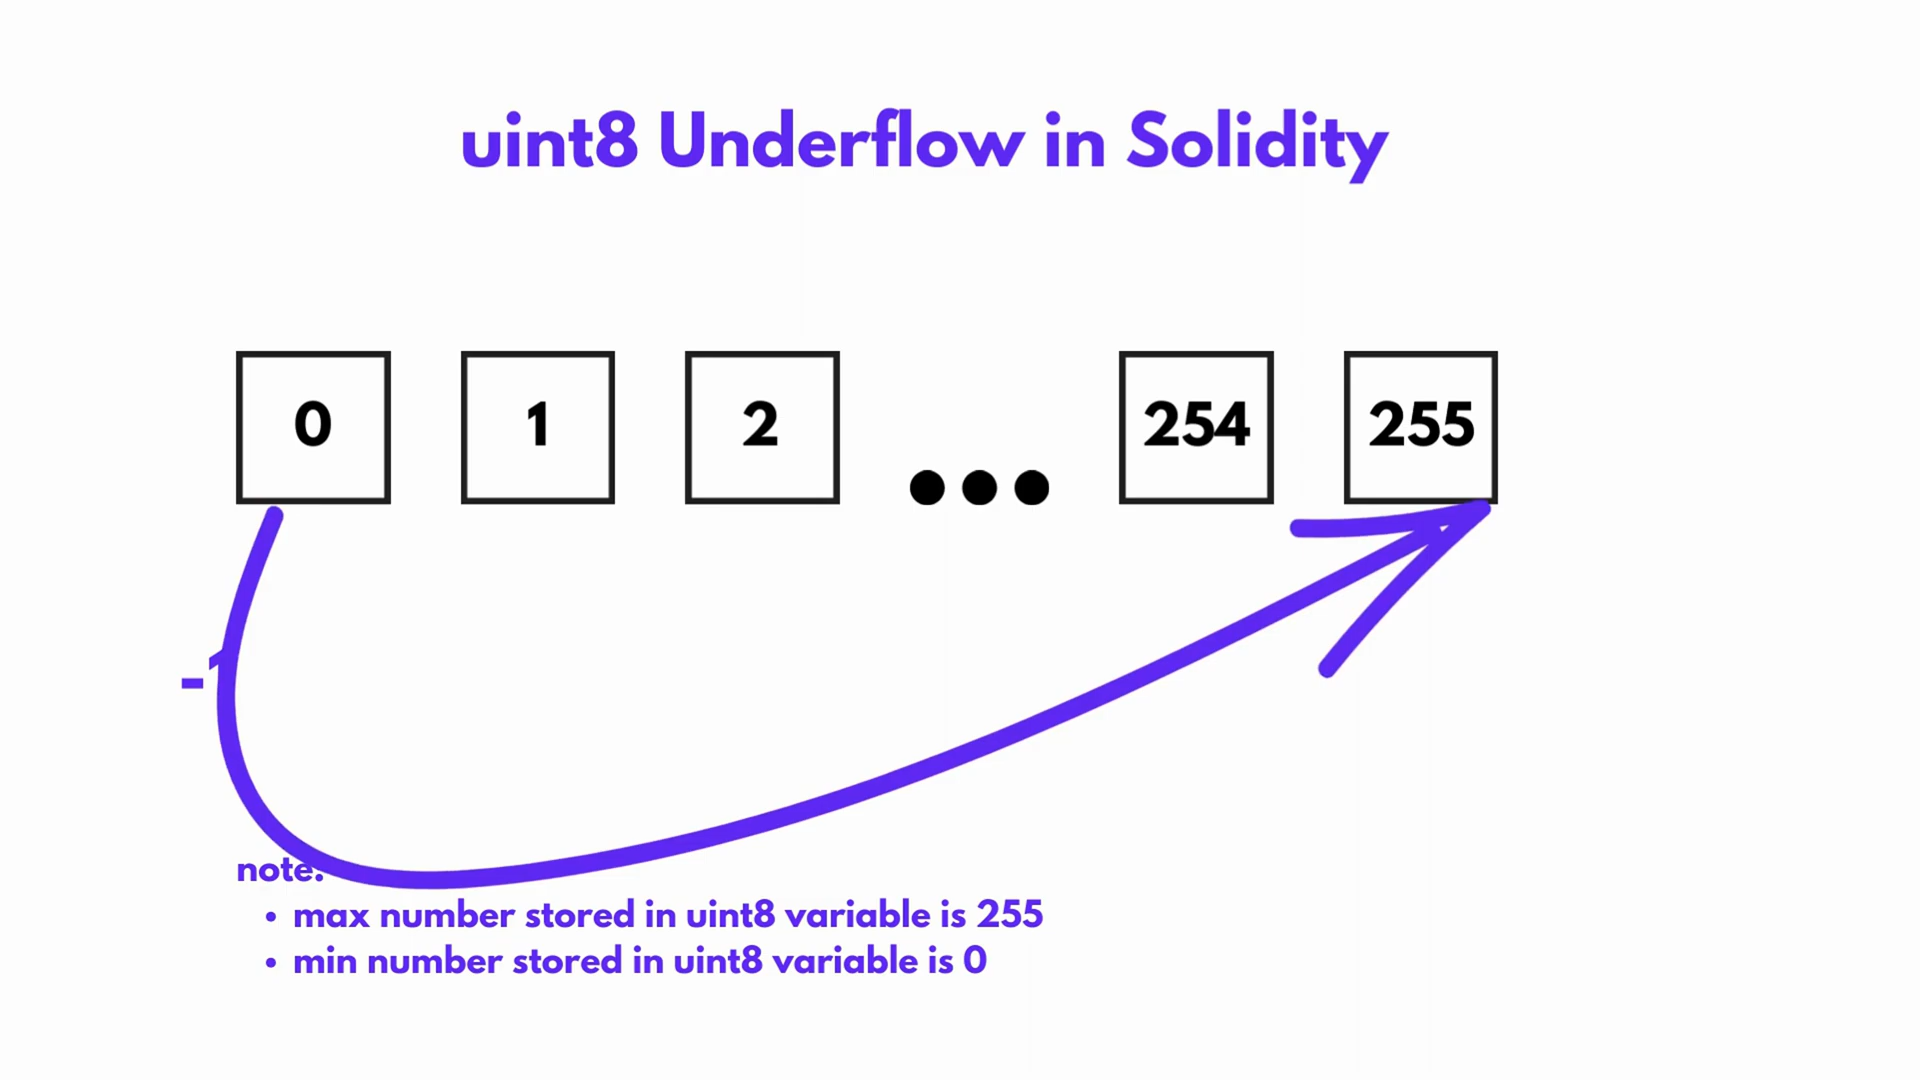 uint8 Underflow in Solidity
0 1 2 ... 254 255
-1
note:
• max number stored in uint8 variable is 255
• min number stored in uint8 variable is 0